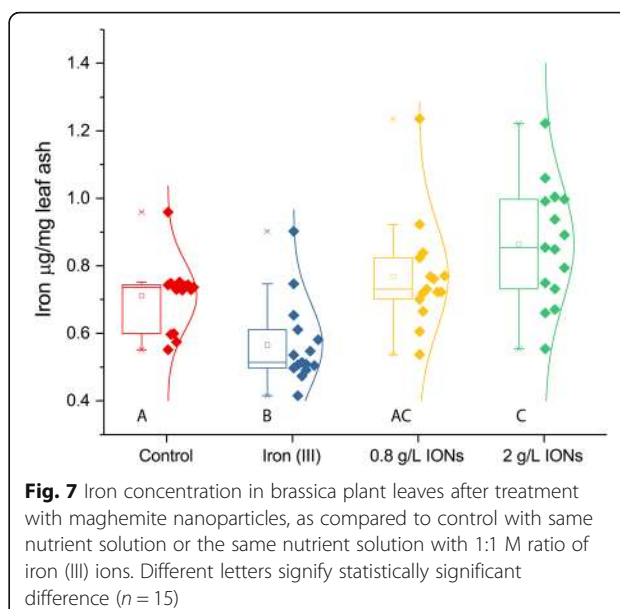 1.4
1.2
1.0
0.8
0.6
0.4
Iron µg/mg leaf ash
A B AC C
Control Iron (III) 0.8 g/L IONs 2 g/L IONs
Fig. 7 Iron concentration in brassica plant leaves after treatment
with maghemite nanoparticles, as compared to control with same
nutrient solution or the same nutrient solution with 1:1 M ratio of
iron (III) ions. Different letters signify statistically significant
difference (n = 15)